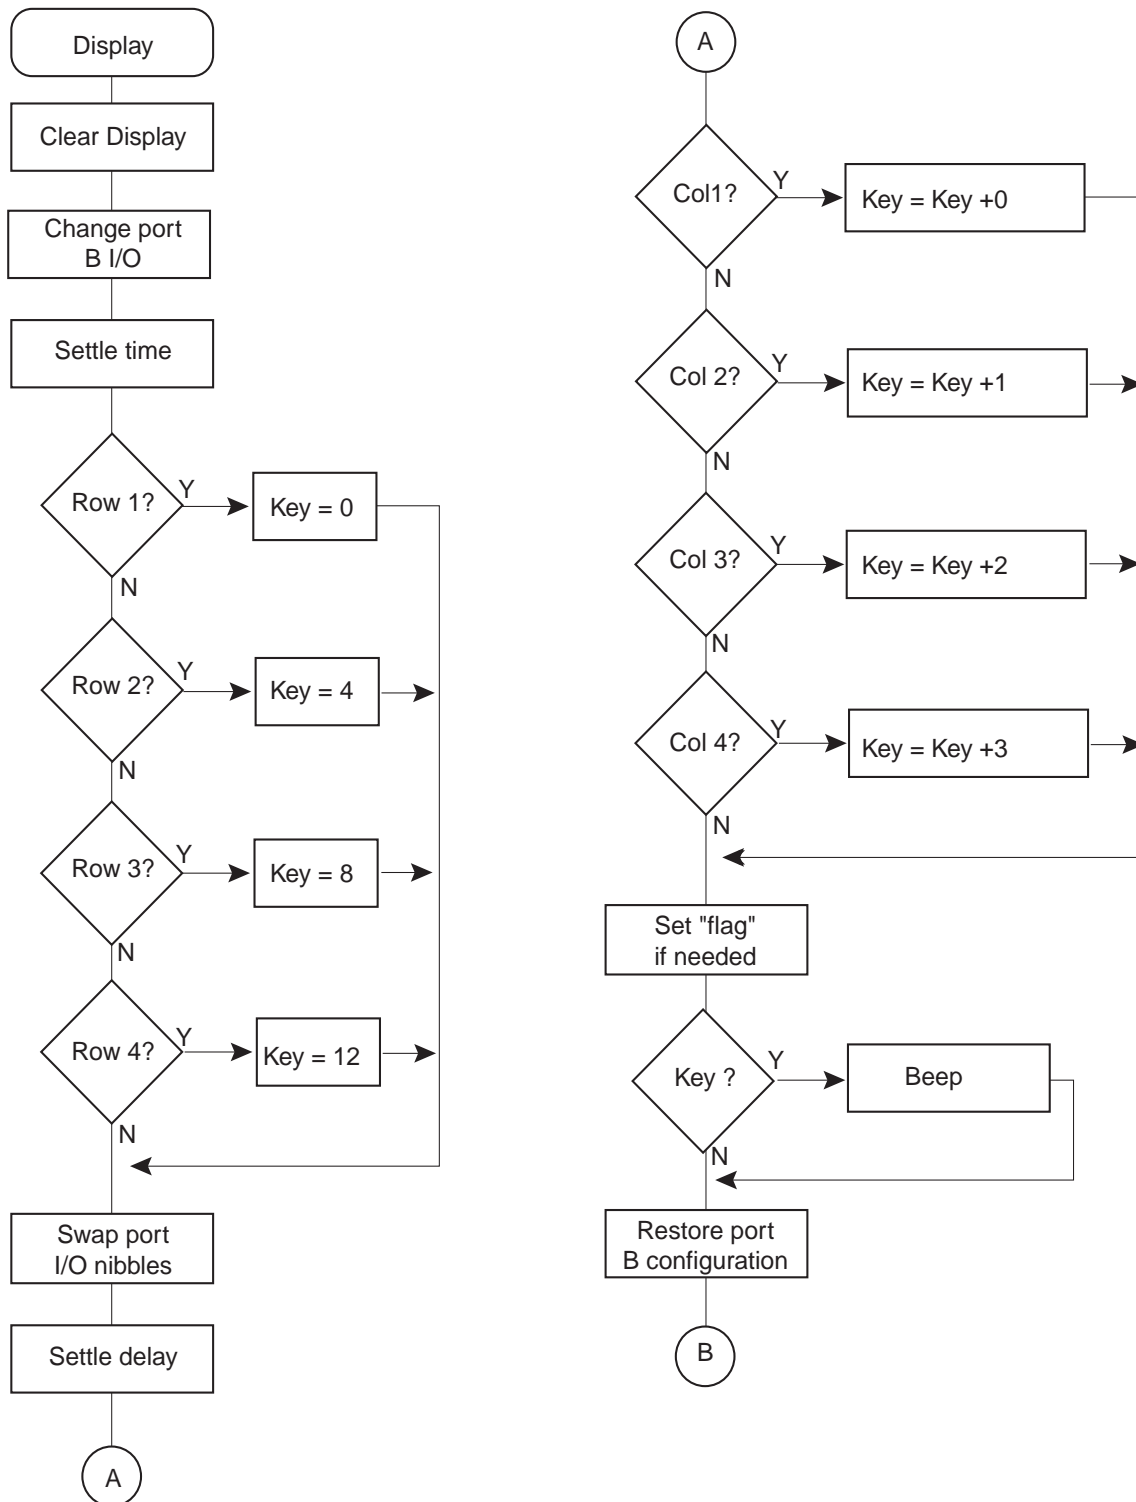 Display
Clear Display
Change port
B I/O
Settle time
Row 1?
Y
Key = 0
N
Row 2?
Y
Key = 4
N
Row 3?
Y
Key = 8
N
Row 4?
Y
Key = 12
N
Swap port
I/O nibbles
Settle delay
A
A
Col1?
Y
Key = Key +0
N
Col 2?
Y
Key = Key +1
N
Col 3?
Y
Key = Key +2
N
Col 4?
Y
Key = Key +3
N
Set "flag"
if needed
Key ?
Y
Beep
N
Restore port
B configuration
B